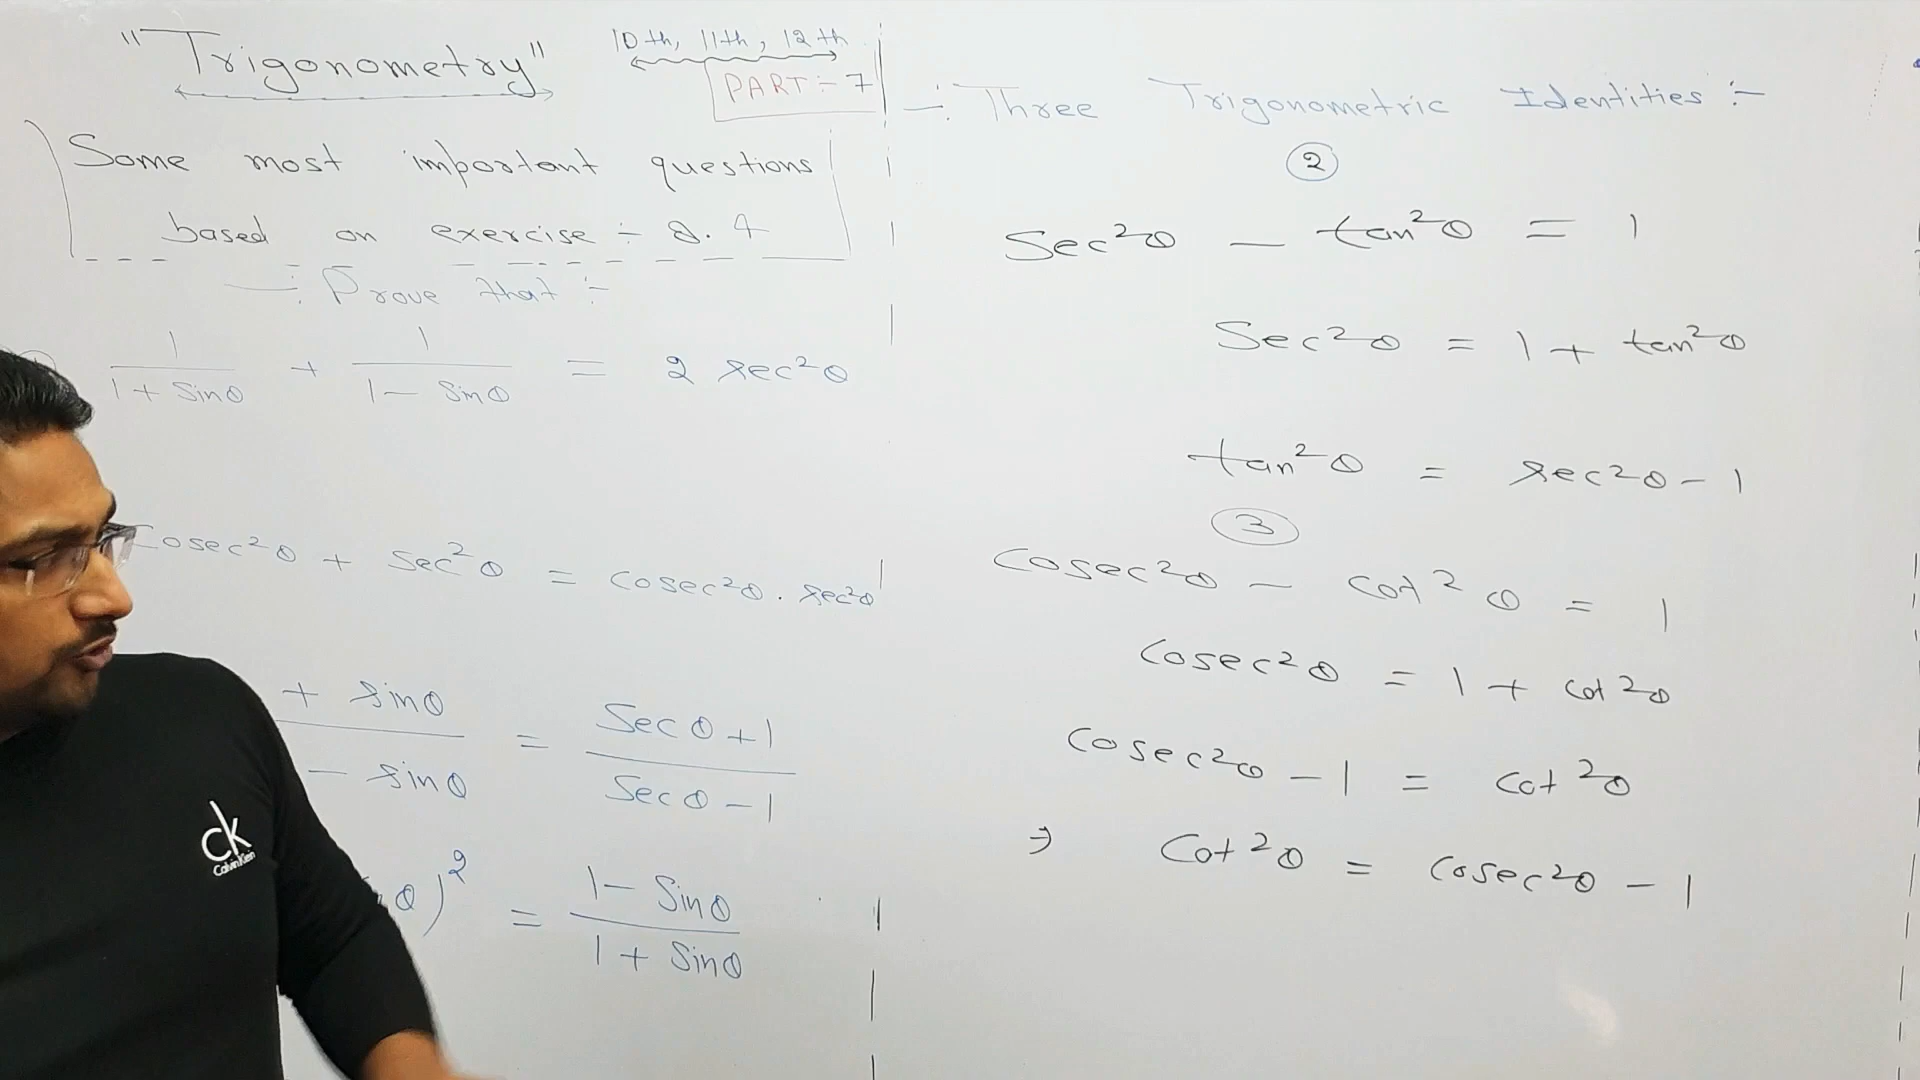 "Trigonometry"
10th, 11th, 12th
PART:- 7
Some most important questions
based on exercise :- 8.4
:- Prove that :-
1/(1 + Sinθ) + 1/(1 - Sinθ) = 2 sec²θ
Cosec²θ + Sec²θ = Cosec²θ . sec²θ
+ sinθ / - sinθ = Secθ + 1 / Secθ - 1
θ)² = 1 - Sinθ / 1 + Sinθ
:- Three Trigonometric Identities :-
②
Sec²θ - tan²θ = 1
Sec²θ = 1 + tan²θ
tan²θ = sec²θ - 1
③
Cosec²θ - Cot²θ = 1
Cosec²θ = 1 + Cot²θ
Cosec²θ - 1 = Cot²θ
⇒ Cot²θ = Cosec²θ - 1
ck
Calvin Klein